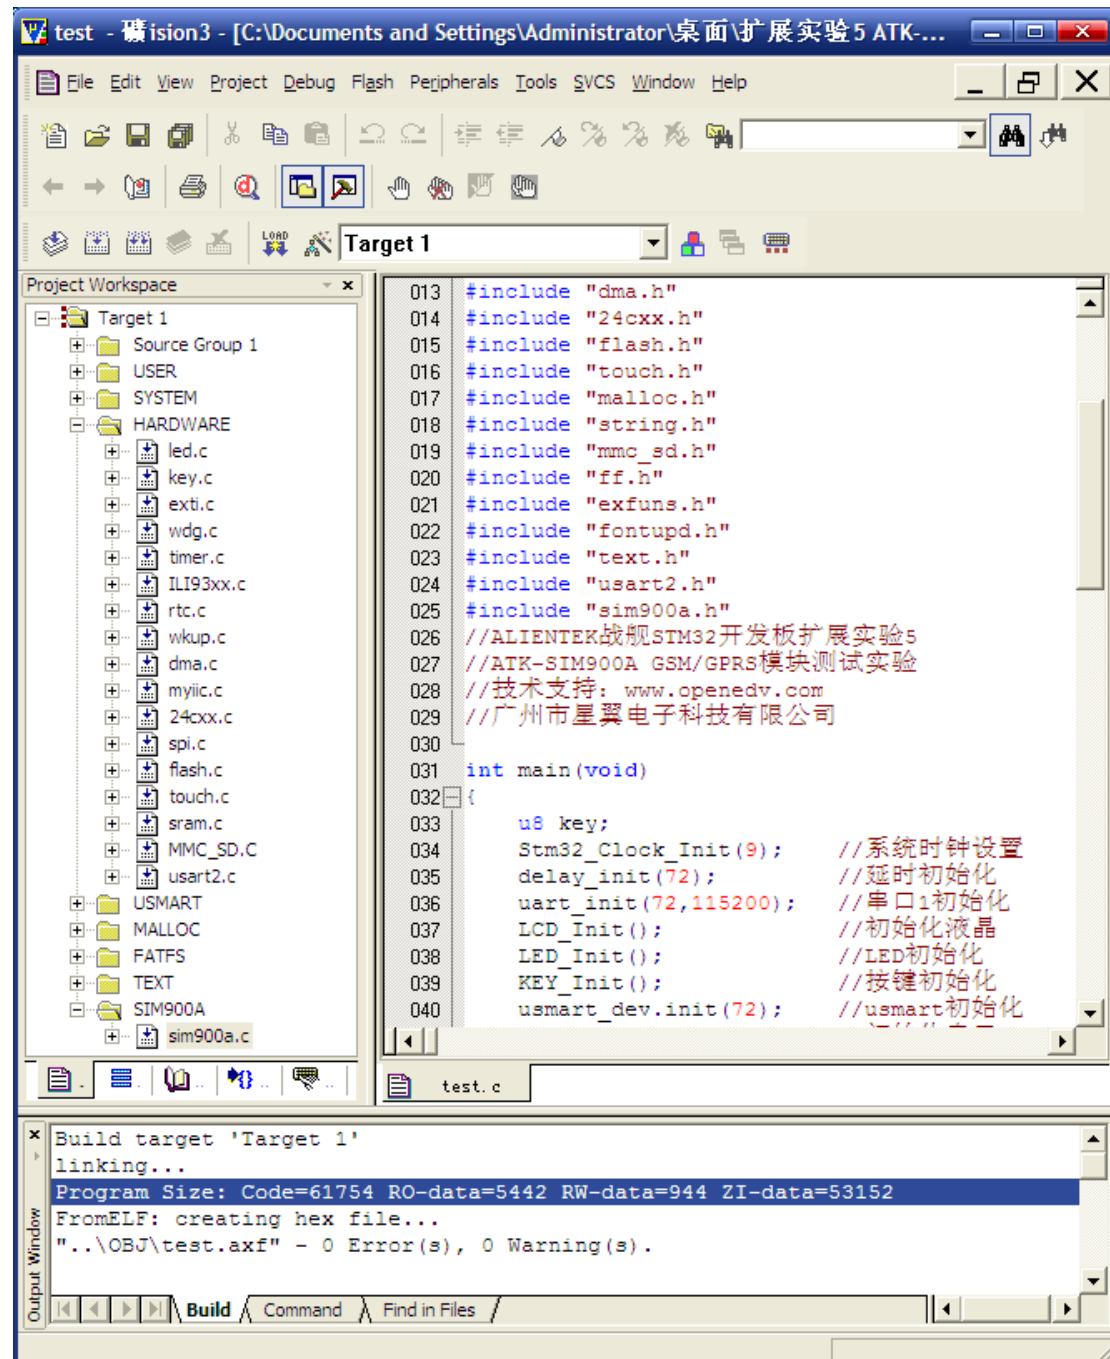 test - 礦ision3 - [C:\Documents and Settings\Administrator\桌面\扩展实验5 ATK-...
File Edit View Project Debug Flash Peripherals Tools SVCS Window Help
LOAD
Target 1
Project Workspace
Target 1
Source Group 1
USER
SYSTEM
HARDWARE
led.c
key.c
exti.c
wdg.c
timer.c
ILI93xx.c
rtc.c
wkup.c
dma.c
myiic.c
24cxx.c
spi.c
flash.c
touch.c
sram.c
MMC_SD.C
usart2.c
USMART
MALLOC
FATFS
TEXT
SIM900A
sim900a.c
013 #include "dma.h"
014 #include "24cxx.h"
015 #include "flash.h"
016 #include "touch.h"
017 #include "malloc.h"
018 #include "string.h"
019 #include "mmc_sd.h"
020 #include "ff.h"
021 #include "exfuns.h"
022 #include "fontupd.h"
023 #include "text.h"
024 #include "usart2.h"
025 #include "sim900a.h"
026 //ALIENTEK战舰STM32开发板扩展实验5
027 //ATK-SIM900A GSM/GPRS模块测试实验
028 //技术支持：www.openedv.com
029 //广州市星翼电子科技有限公司
030
031 int main(void)
032 {
033 u8 key;
034 Stm32_Clock_Init(9); //系统时钟设置
035 delay_init(72); //延时初始化
036 uart_init(72,115200); //串口1初始化
037 LCD_Init(); //初始化液晶
038 LED_Init(); //LED初始化
039 KEY_Init(); //按键初始化
040 usmart_dev.init(72); //usmart初始化
test.c
Build target 'Target 1'
linking...
Program Size: Code=61754 RO-data=5442 RW-data=944 ZI-data=53152
FromELF: creating hex file...
"..\OBJ\test.axf" - 0 Error(s), 0 Warning(s).
Output Window
Build Command Find in Files